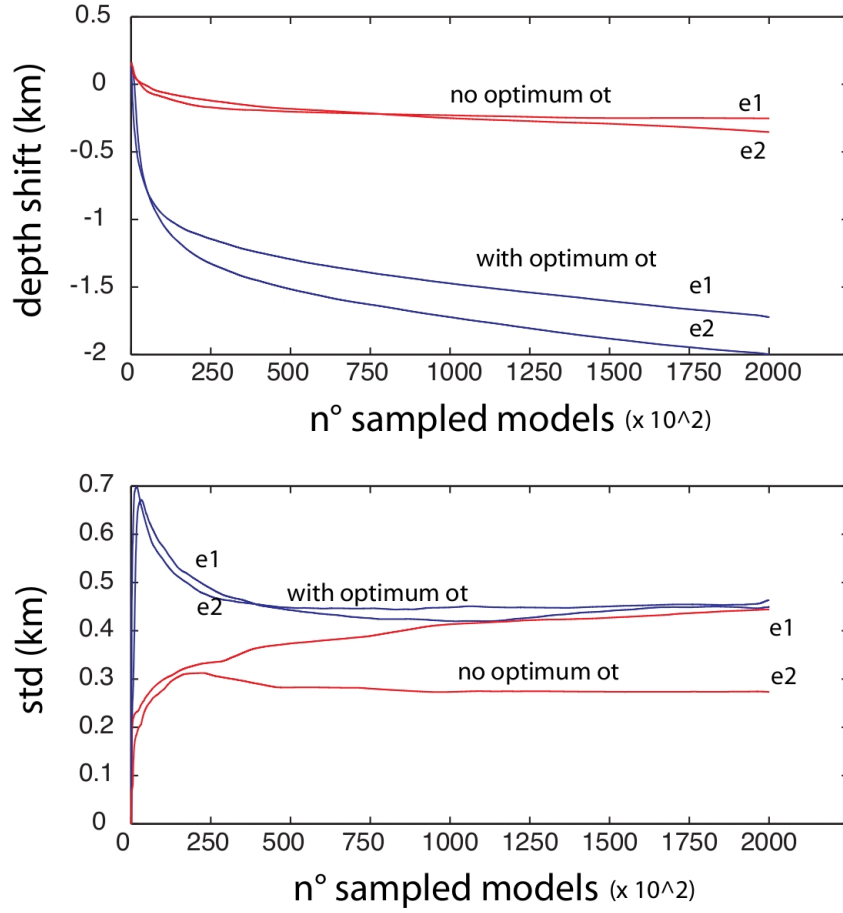 depth shift (km)
0.5
0
-0.5
-1
-1.5
-2
no optimum ot
e1
e2
with optimum ot
e1
e2
0 250 500 750 1000 1250 1500 1750 2000
n° sampled models (x 10^2)
std (km)
0.7
0.6
0.5
0.4
0.3
0.2
0.1
0
e1
e2
with optimum ot
e1
no optimum ot
e2
0 250 500 750 1000 1250 1500 1750 2000
n° sampled models (x 10^2)